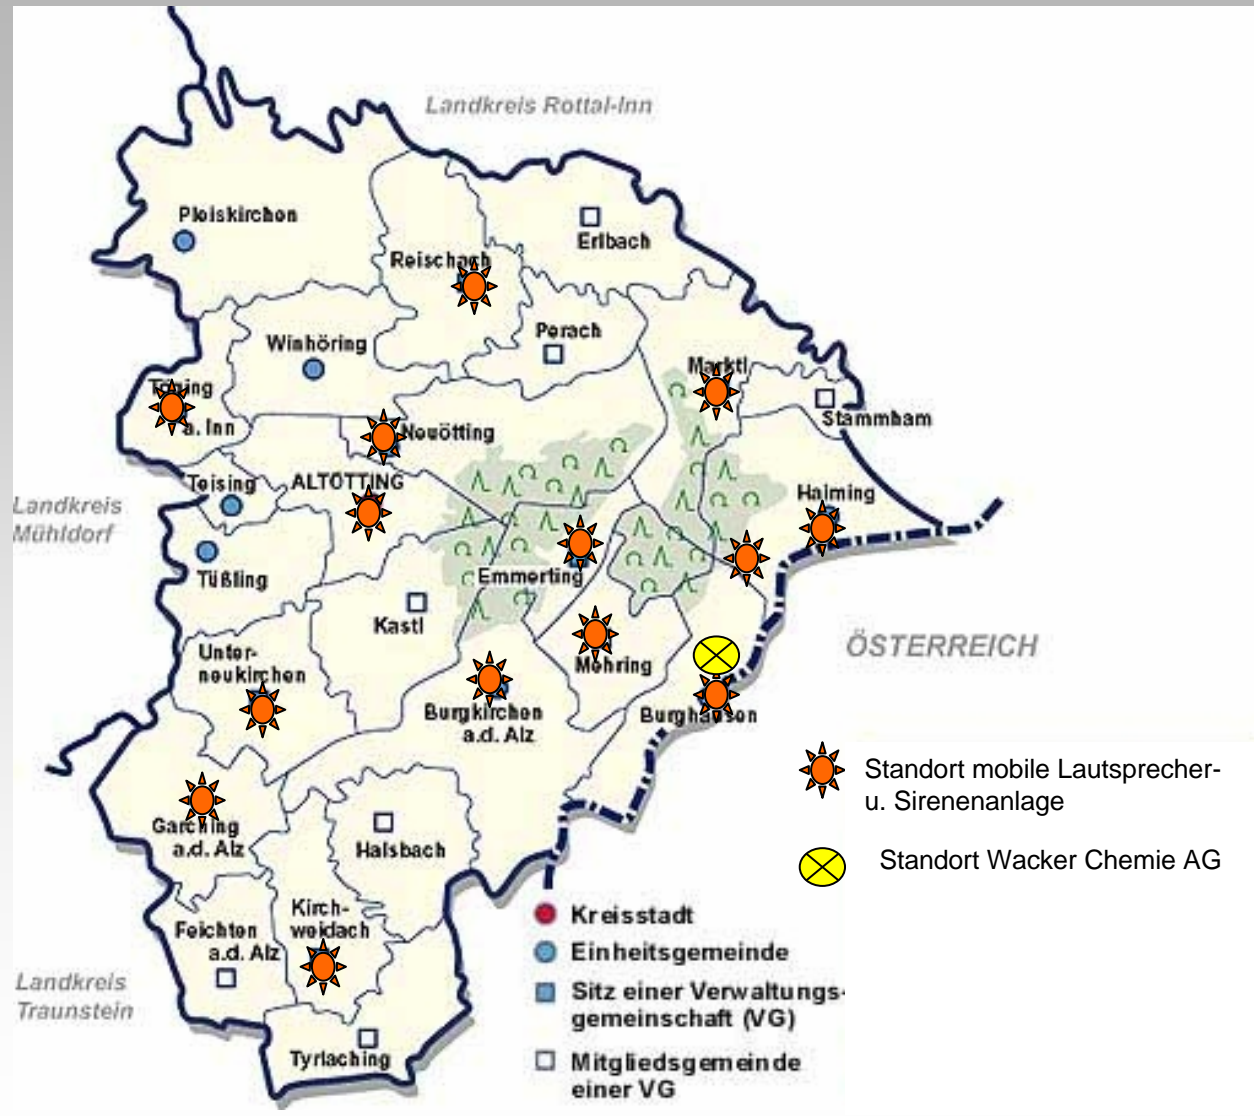 Landkreis Rottal-Inn
Pleiskirchen
Erlbach
Reischach
Winhöring
Perach
Marktl
Stammham
a. Inn
Neuötting
Teising
ALTÖTTING
Haiming
Landkreis
Mühldorf
Tüßling
Emmerting
Kastl
ÖSTERREICH
Unter-
neukirchen
Mehring
Burgkirchen
a.d. Alz
Burghausen
Standort mobile Lautsprecher-
u. Sirenenanlage
Garching
a.d. Alz
Halsbach
Standort Wacker Chemie AG
Kirch-
weidach
Feichten
a.d. Alz
Kreisstadt
Einheitsgemeinde
Landkreis
Traunstein
Sitz einer Verwaltungs-
gemeinschaft (VG)
Tyrlaching
Mitgliedsgemeinde
einer VG